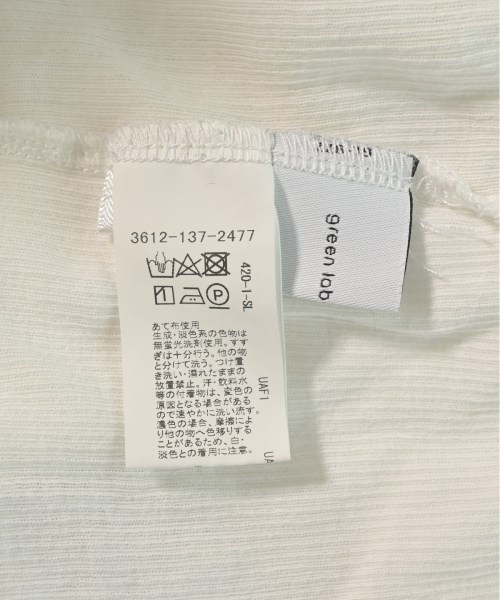 3612-137-2477
420-1-SL
あて布使用
生成・淡色系の色物は
無蛍光洗剤使用。すす
ぎは十分行う。他の物
と分けて洗う。つけ置
き洗い・濡れたままの
放置禁止。汗・飲料水
等の付着物は、変色の
原因となる場合がある
ので速やかに洗い流す。
濃色の場合、摩擦によ
り他の物へ色移りする
ことがあるため、白・
淡色との着用に注意。
UAF1
UA
green lab